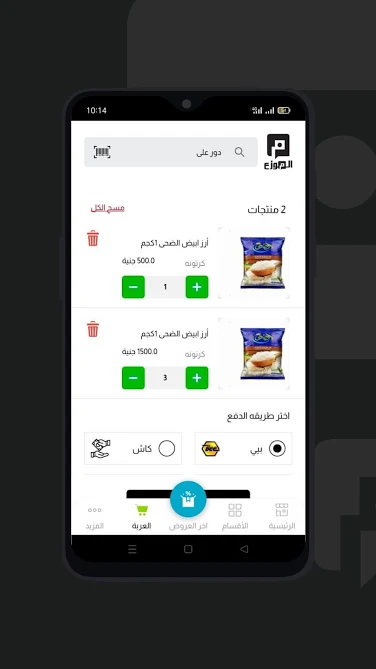 10:14
الموزع
دور على
2 منتجات
مسح الكل
أرز ابيض الضحى 1كجم
كرتونه
500.0 جنية
1
أرز ابيض الضحى 1كجم
كرتونه
1500.0 جنية
3
اختر طريقه الدفع
بيي
كاش
الرئيسية
الأقسام
اخر العروض
العربة
المزيد